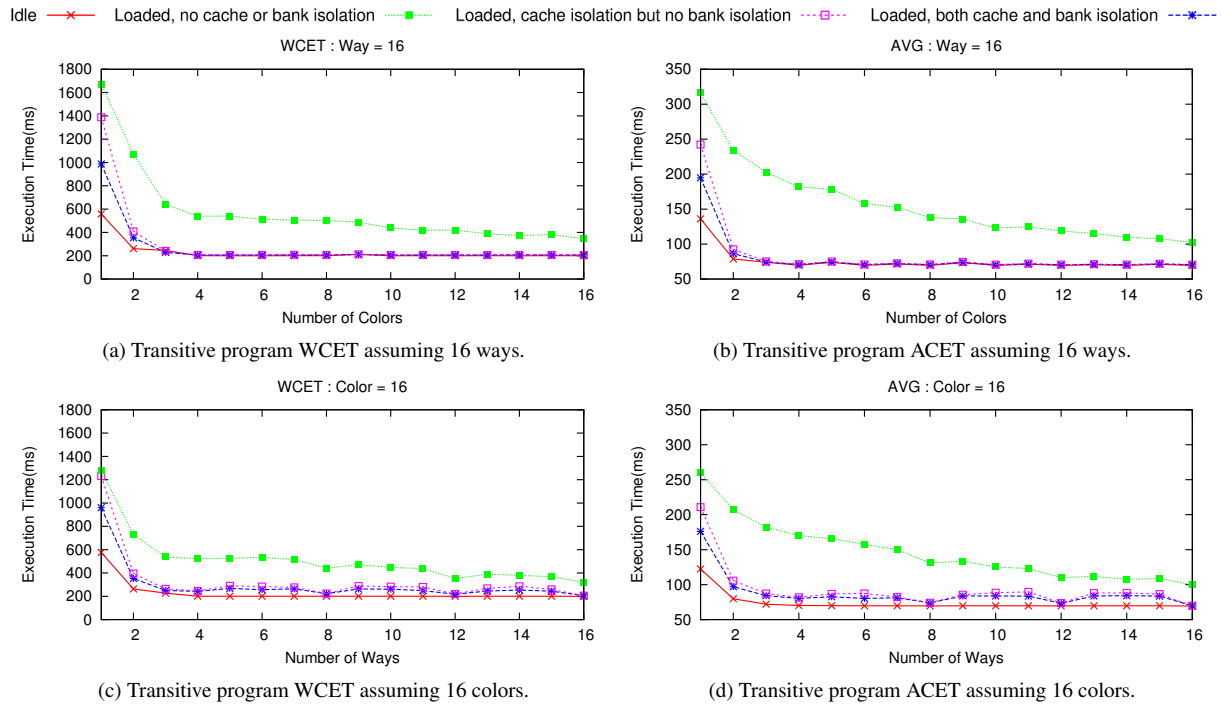 Idle Loaded, no cache or bank isolation Loaded, cache isolation but no bank isolation Loaded, both cache and bank isolation
WCET : Way = 16
Execution Time(ms)
1800
1600
1400
1200
1000
800
600
400
200
0
2 4 6 8 10 12 14 16
Number of Colors
(a) Transitive program WCET assuming 16 ways.
AVG : Way = 16
Execution Time(ms)
350
300
250
200
150
100
50
2 4 6 8 10 12 14 16
Number of Colors
(b) Transitive program ACET assuming 16 ways.
WCET : Color = 16
Execution Time(ms)
1800
1600
1400
1200
1000
800
600
400
200
0
2 4 6 8 10 12 14 16
Number of Ways
(c) Transitive program WCET assuming 16 colors.
AVG : Color = 16
Execution Time(ms)
350
300
250
200
150
100
50
2 4 6 8 10 12 14 16
Number of Ways
(d) Transitive program ACET assuming 16 colors.